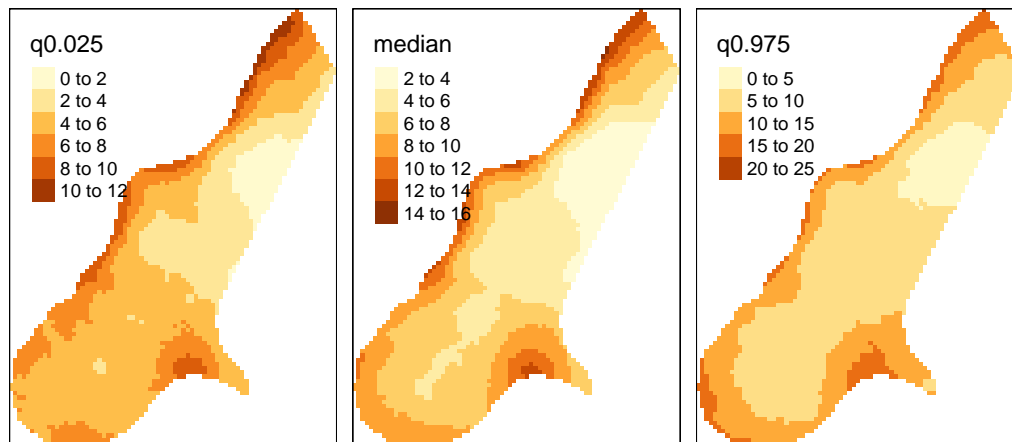 q0.025
0 to 2
2 to 4
4 to 6
6 to 8
8 to 10
10 to 12
median
2 to 4
4 to 6
6 to 8
8 to 10
10 to 12
12 to 14
14 to 16
q0.975
0 to 5
5 to 10
10 to 15
15 to 20
20 to 25